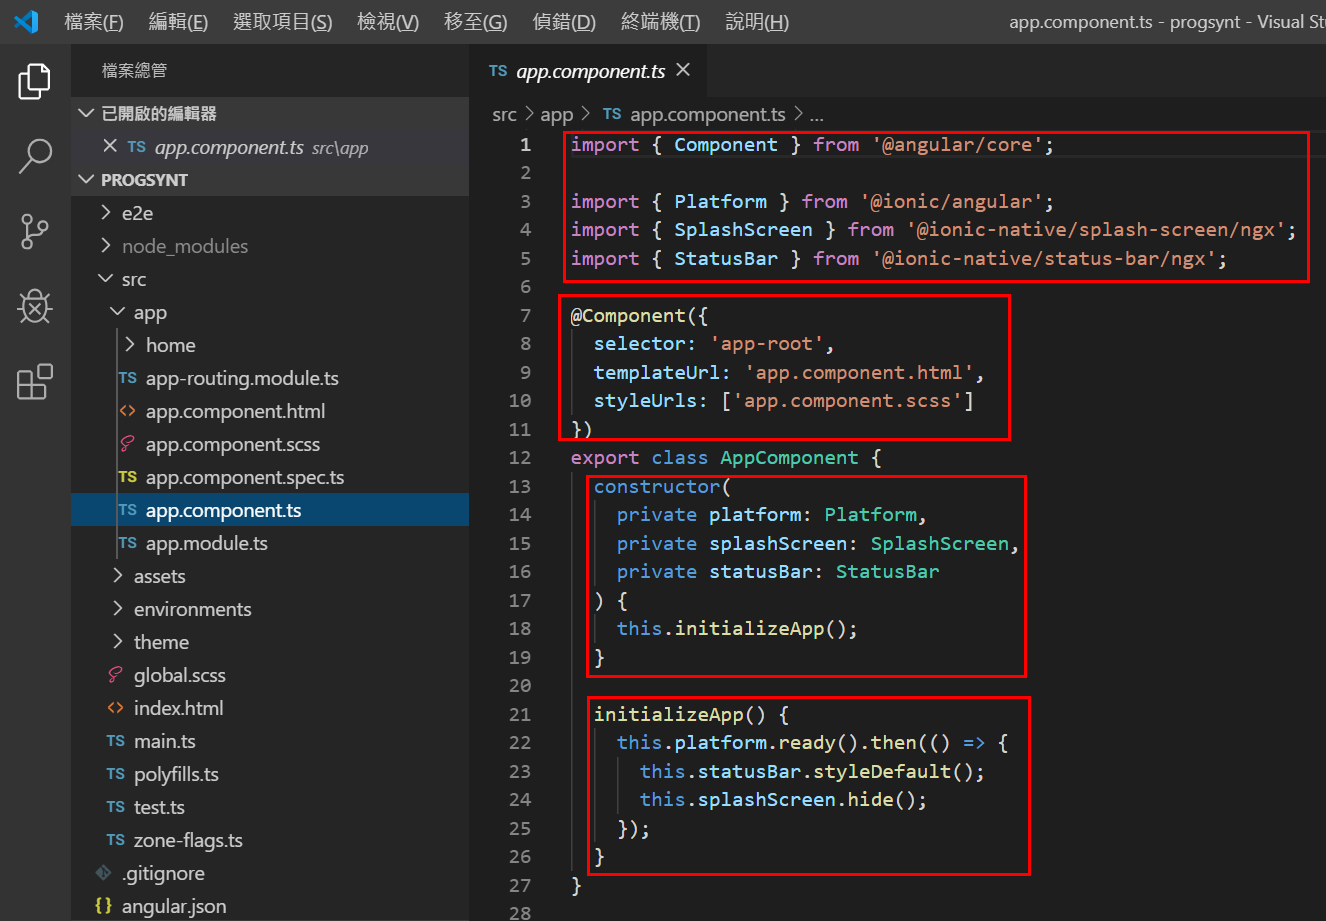 檔案(F) 編輯(E) 選取項目(S) 檢視(V) 移至(G) 偵錯(D) 終端機(T) 說明(H) app.component.ts - progsynt - Visual St
檔案總管
已開啟的編輯器
TS app.component.ts src\app
PROGSYNT
e2e
node_modules
src
app
home
TS app-routing.module.ts
<> app.component.html
app.component.scss
TS app.component.spec.ts
TS app.component.ts
TS app.module.ts
assets
environments
theme
global.scss
<> index.html
TS main.ts
TS polyfills.ts
TS test.ts
TS zone-flags.ts
.gitignore
{} angular.json
TS app.component.ts
src > app > TS app.component.ts > ...
1 import { Component } from '@angular/core';
2
3 import { Platform } from '@ionic/angular';
4 import { SplashScreen } from '@ionic-native/splash-screen/ngx';
5 import { StatusBar } from '@ionic-native/status-bar/ngx';
6
7 @Component({
8   selector: 'app-root',
9   templateUrl: 'app.component.html',
10   styleUrls: ['app.component.scss']
11 })
12 export class AppComponent {
13   constructor(
14     private platform: Platform,
15     private splashScreen: SplashScreen,
16     private statusBar: StatusBar
17   ) {
18     this.initializeApp();
19   }
20
21   initializeApp() {
22     this.platform.ready().then(() => {
23       this.statusBar.styleDefault();
24       this.splashScreen.hide();
25     });
26   }
27 }
28